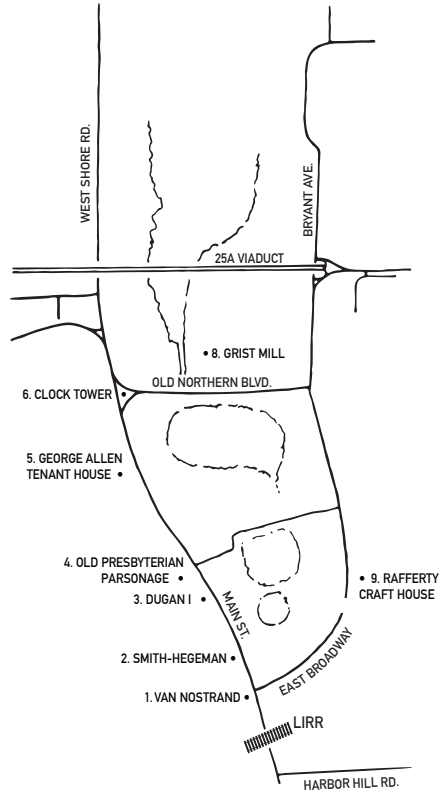 WEST SHORE RD.
BRYANT AVE.
25A VIADUCT
• 8. GRIST MILL
OLD NORTHERN BLVD.
6. CLOCK TOWER •
5. GEORGE ALLEN
TENANT HOUSE •
4. OLD PRESBYTERIAN
PARSONAGE •
• 9. RAFFERTY
CRAFT HOUSE
3. DUGAN I •
MAIN ST.
2. SMITH-HEGEMAN •
EAST BROADWAY
1. VAN NOSTRAND •
LIRR
HARBOR HILL RD.